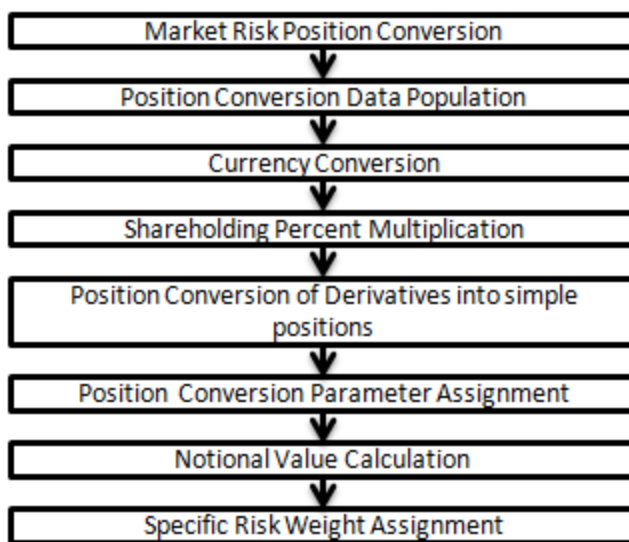 Market Risk Position Conversion
Position Conversion Data Population
Currency Conversion
Shareholding Percent Multiplication
Position Conversion of Derivatives into simple
positions
Position Conversion Parameter Assignment
Notional Value Calculation
Specific Risk Weight Assignment